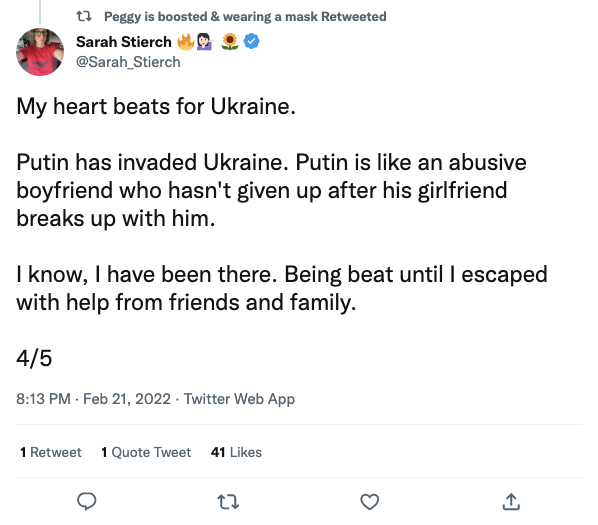 Peggy is boosted & wearing a mask Retweeted
Sarah Stierch 🔥💁🏻‍♀️ 🌻
@Sarah_Stierch
My heart beats for Ukraine.
Putin has invaded Ukraine. Putin is like an abusive
boyfriend who hasn't given up after his girlfriend
breaks up with him.
I know, I have been there. Being beat until I escaped
with help from friends and family.
4/5
8:13 PM · Feb 21, 2022 · Twitter Web App
1 Retweet 1 Quote Tweet 41 Likes